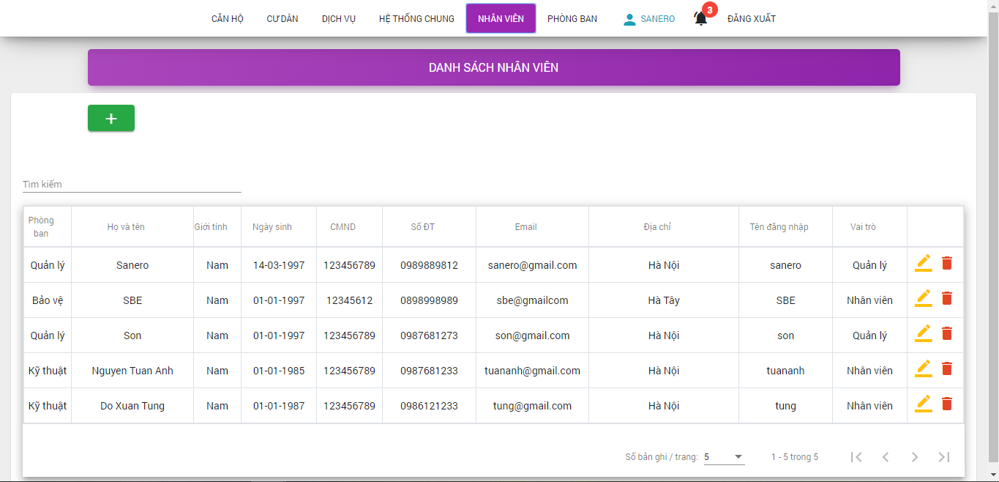 CĂN HỘ CƯ DÂN DỊCH VỤ HỆ THỐNG CHUNG NHÂN VIÊN PHÒNG BAN SANERO 3 ĐĂNG XUẤT
DANH SÁCH NHÂN VIÊN
+
Tìm kiếm
Phòng ban Họ và tên Giới tính Ngày sinh CMND Số ĐT Email Địa chỉ Tên đăng nhập Vai trò
Quản lý Sanero Nam 14-03-1997 123456789 0989889812 sanero@gmail.com Hà Nội sanero Quản lý
Bảo vệ SBE Nam 01-01-1997 12345612 0898998989 sbe@gmailcom Hà Tây SBE Nhân viên
Quản lý Son Nam 01-01-1997 123456789 0987681273 son@gmail.com Hà Nội son Quản lý
Kỹ thuật Nguyen Tuan Anh Nam 01-01-1985 123456789 0987681233 tuananh@gmail.com Hà Nội tuananh Nhân viên
Kỹ thuật Do Xuan Tung Nam 01-01-1987 123456789 0986121233 tung@gmail.com Hà Nội tung Nhân viên
Số bản ghi / trang: 5 1 - 5 trong 5